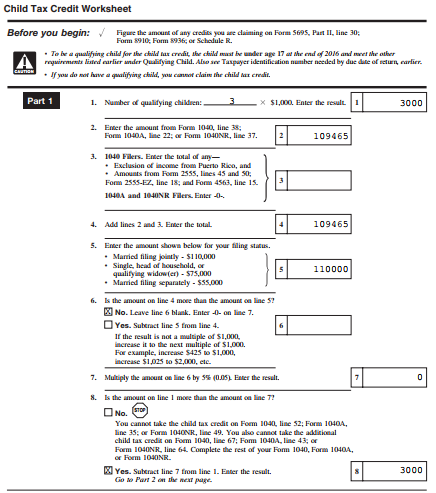 Child Tax Credit Worksheet
Before you begin: ✓ Figure the amount of any credits you are claiming on Form 5695, Part II, line 30;
Form 8910; Form 8936; or Schedule R.
CAUTION
• To be a qualifying child for the child tax credit, the child must be under age 17 at the end of 2016 and meet the other
requirements listed earlier under Qualifying Child. Also see Taxpayer identification number needed by due date of return, earlier.
• If you do not have a qualifying child, you cannot claim the child tax credit.
Part 1
1. Number of qualifying children: 3 × $1,000. Enter the result. 1 3000
2. Enter the amount from Form 1040, line 38;
Form 1040A, line 22; or Form 1040NR, line 37. 2 109465
3. 1040 Filers. Enter the total of any—
• Exclusion of income from Puerto Rico, and
• Amounts from Form 2555, lines 45 and 50;
Form 2555-EZ, line 18; and Form 4563, line 15. 3
1040A and 1040NR Filers. Enter -0-.
4. Add lines 2 and 3. Enter the total. 4 109465
5. Enter the amount shown below for your filing status.
• Married filing jointly - $110,000
• Single, head of household, or
qualifying widow(er) - $75,000 5 110000
• Married filing separately - $55,000
6. Is the amount on line 4 more than the amount on line 5?
☒ No. Leave line 6 blank. Enter -0- on line 7.
☐ Yes. Subtract line 5 from line 4. 6
If the result is not a multiple of $1,000,
increase it to the next multiple of $1,000.
For example, increase $425 to $1,000,
increase $1,025 to $2,000, etc.
7. Multiply the amount on line 6 by 5% (0.05). Enter the result. 7 0
8. Is the amount on line 1 more than the amount on line 7?
☐ No. STOP
You cannot take the child tax credit on Form 1040, line 52; Form 1040A,
line 35; or Form 1040NR, line 49. You also cannot take the additional
child tax credit on Form 1040, line 67; Form 1040A, line 43; or
Form 1040NR, line 64. Complete the rest of your Form 1040, Form 1040A,
or Form 1040NR.
☒ Yes. Subtract line 7 from line 1. Enter the result. 8 3000
Go to Part 2 on the next page.